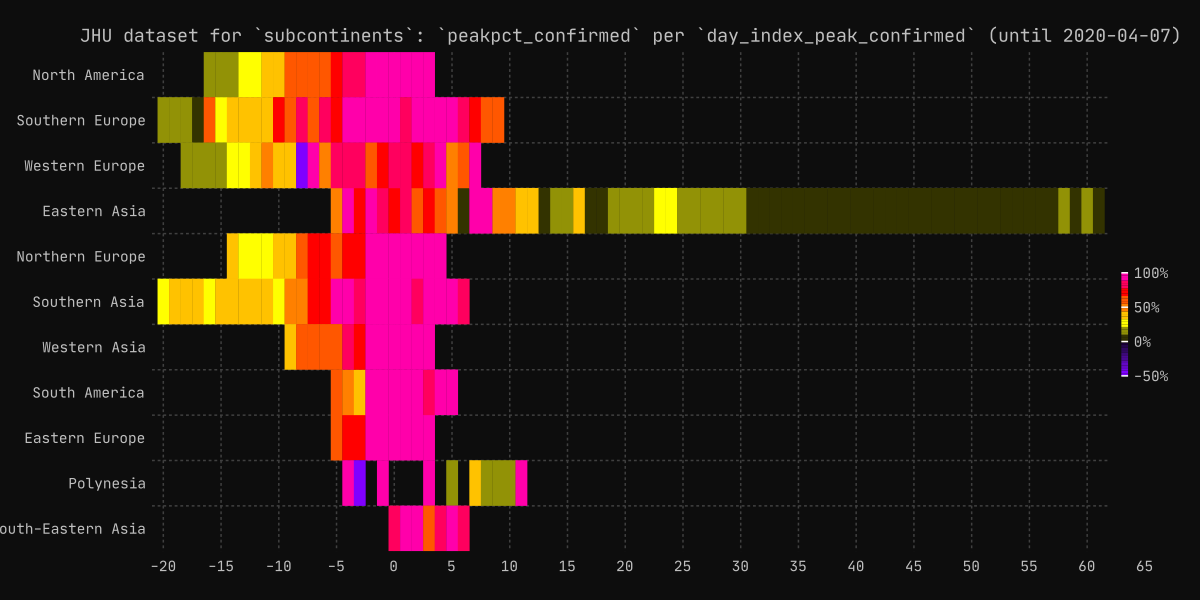 JHU dataset for `subcontinents`: `peakpct_confirmed` per `day_index_peak_confirmed` (until 2020-04-07)
North America
Southern Europe
Western Europe
Eastern Asia
Northern Europe
Southern Asia
Western Asia
South America
Eastern Europe
Polynesia
outh-Eastern Asia
100%
50%
0%
-50%
-20 -15 -10 -5 0 5 10 15 20 25 30 35 40 45 50 55 60 65